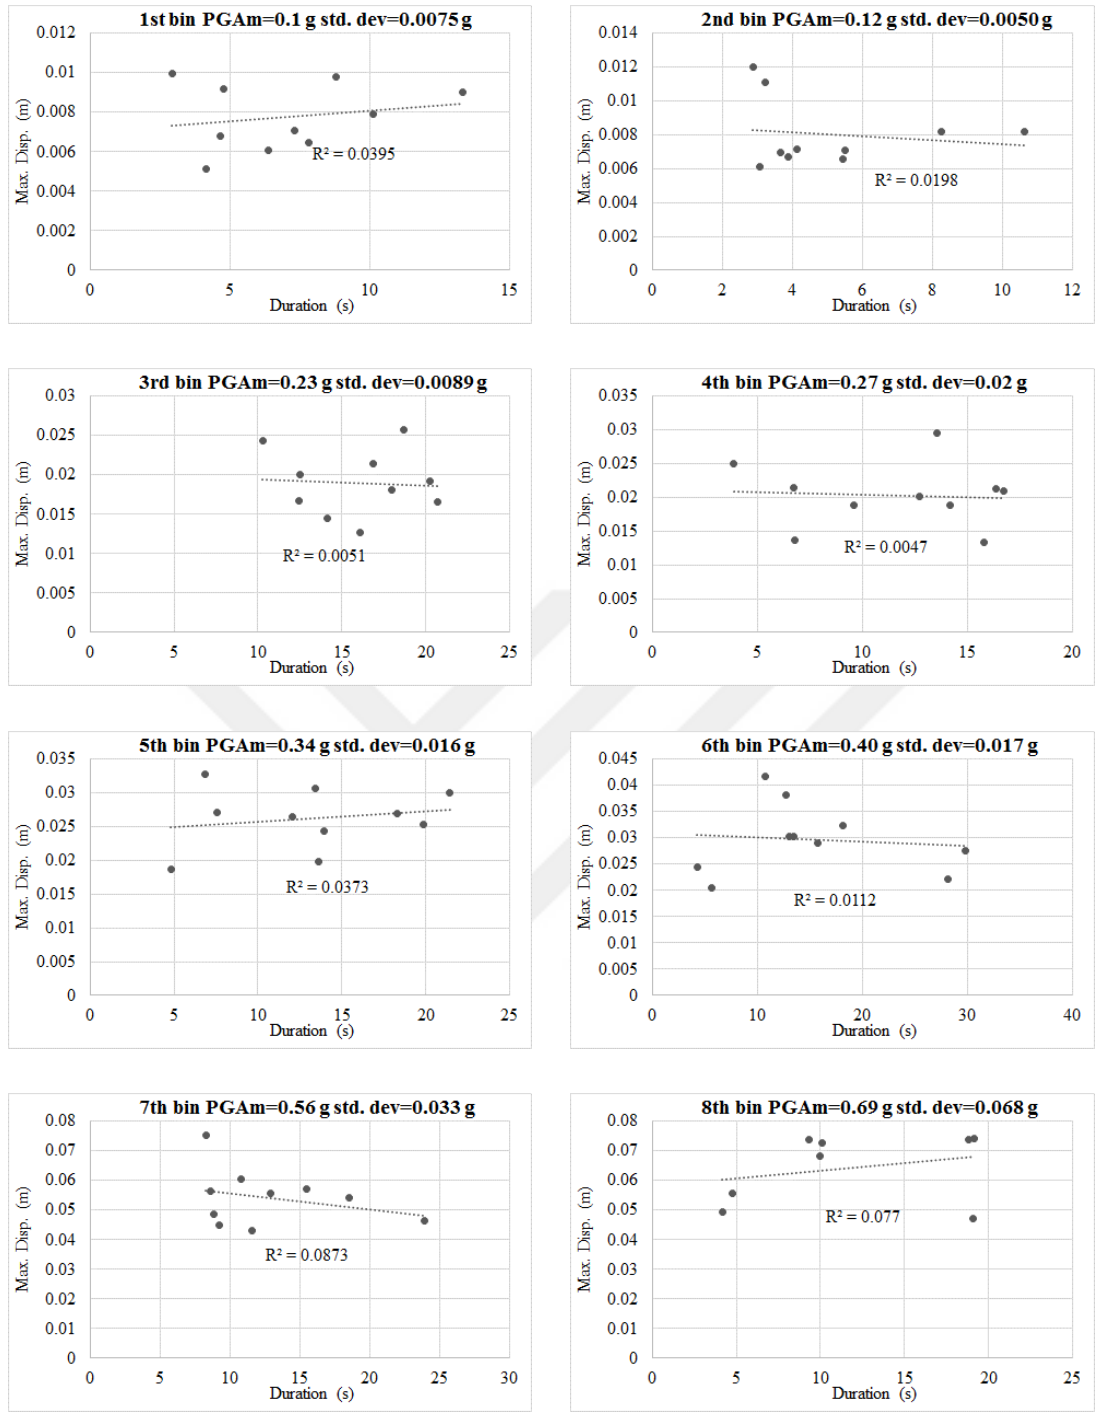 1st bin PGAm=0.1 g std. dev=0.0075 g
0.012
0.01
0.008
0.006
0.004
0.002
0
Max. Disp. (m)
R² = 0.0395
0 5 10 15
Duration (s)
2nd bin PGAm=0.12 g std. dev=0.0050 g
0.014
0.012
0.01
0.008
0.006
0.004
0.002
0
Max. Disp. (m)
R² = 0.0198
0 2 4 6 8 10 12
Duration (s)
3rd bin PGAm=0.23 g std. dev=0.0089 g
0.03
0.025
0.02
0.015
0.01
0.005
0
Max. Disp. (m)
R² = 0.0051
0 5 10 15 20 25
Duration (s)
4th bin PGAm=0.27 g std. dev=0.02 g
0.035
0.03
0.025
0.02
0.015
0.01
0.005
0
Max. Disp. (m)
R² = 0.0047
0 5 10 15 20
Duration (s)
5th bin PGAm=0.34 g std. dev=0.016 g
0.035
0.03
0.025
0.02
0.015
0.01
0.005
0
Max. Disp. (m)
R² = 0.0373
0 5 10 15 20 25
Duration (s)
6th bin PGAm=0.40 g std. dev=0.017 g
0.045
0.04
0.035
0.03
0.025
0.02
0.015
0.01
0.005
0
Max. Disp. (m)
R² = 0.0112
0 10 20 30 40
Duration (s)
7th bin PGAm=0.56 g std. dev=0.033 g
0.08
0.07
0.06
0.05
0.04
0.03
0.02
0.01
0
Max. Disp. (m)
R² = 0.0873
0 5 10 15 20 25 30
Duration (s)
8th bin PGAm=0.69 g std. dev=0.068 g
0.08
0.07
0.06
0.05
0.04
0.03
0.02
0.01
0
Max. Disp. (m)
R² = 0.077
0 5 10 15 20 25
Duration (s)